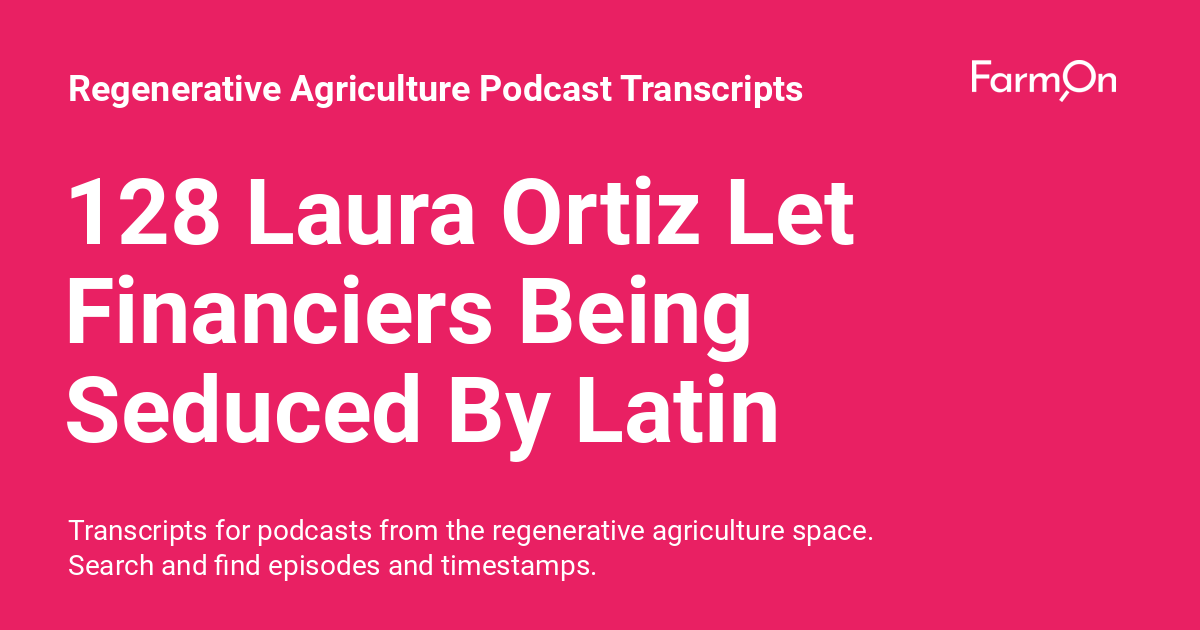 Regenerative Agriculture Podcast Transcripts
FarmOn
128 Laura Ortiz Let
Financiers Being
Seduced By Latin
Transcripts for podcasts from the regenerative agriculture space.
Search and find episodes and timestamps.